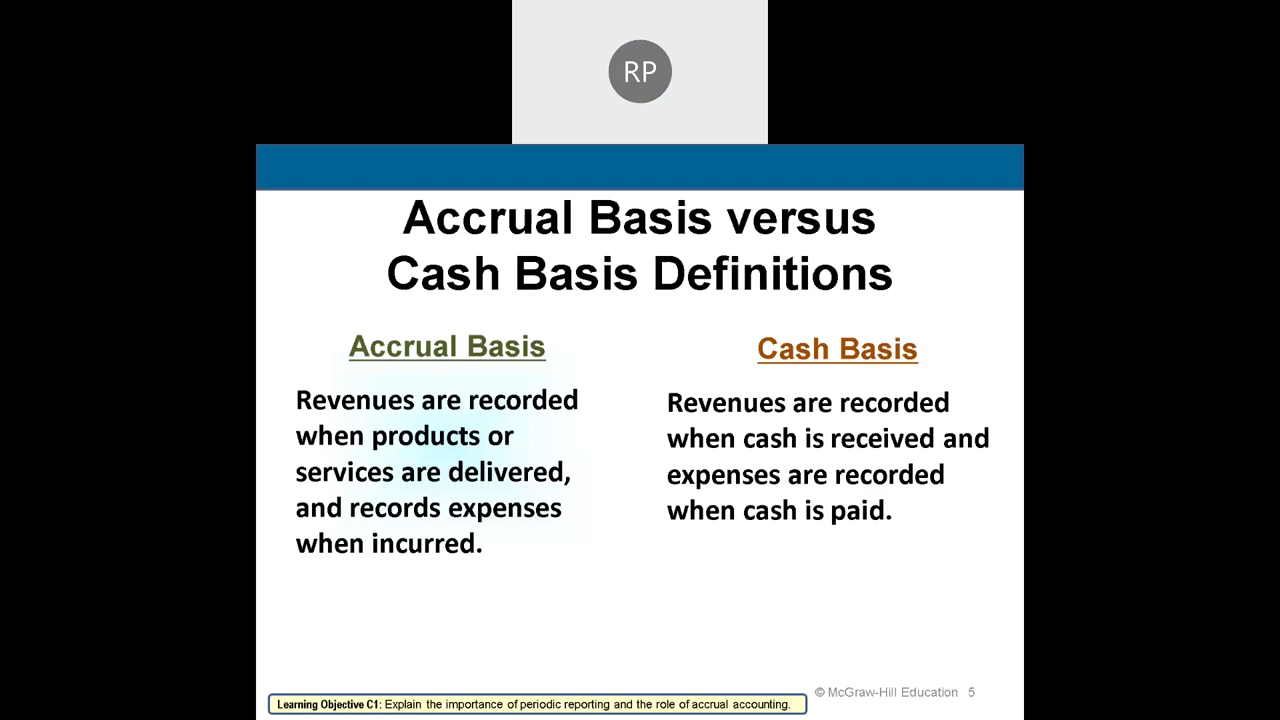 RP
Accrual Basis versus
Cash Basis Definitions
Accrual Basis
Revenues are recorded
when products or
services are delivered,
and records expenses
when incurred.
Cash Basis
Revenues are recorded
when cash is received and
expenses are recorded
when cash is paid.
Learning Objective C1: Explain the importance of periodic reporting and the role of accrual accounting.
© McGraw-Hill Education 5